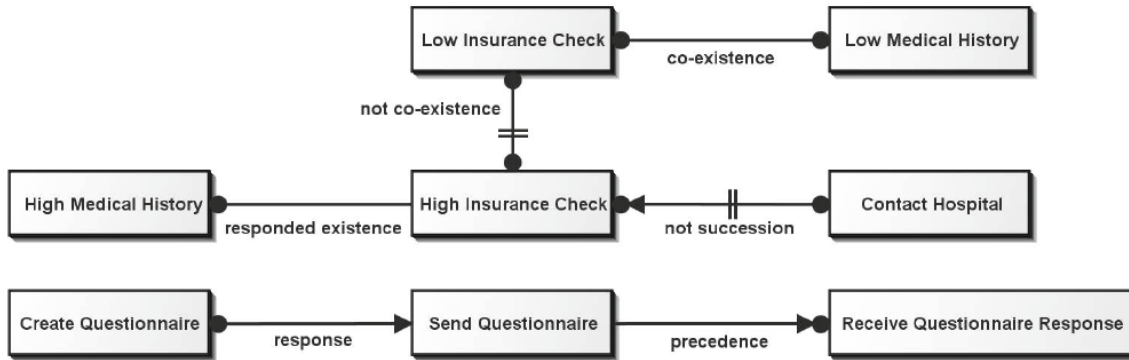 Low Insurance Check
co-existence
Low Medical History
not co-existence
High Medical History
responded existence
High Insurance Check
not succession
Contact Hospital
Create Questionnaire
response
Send Questionnaire
precedence
Receive Questionnaire Response